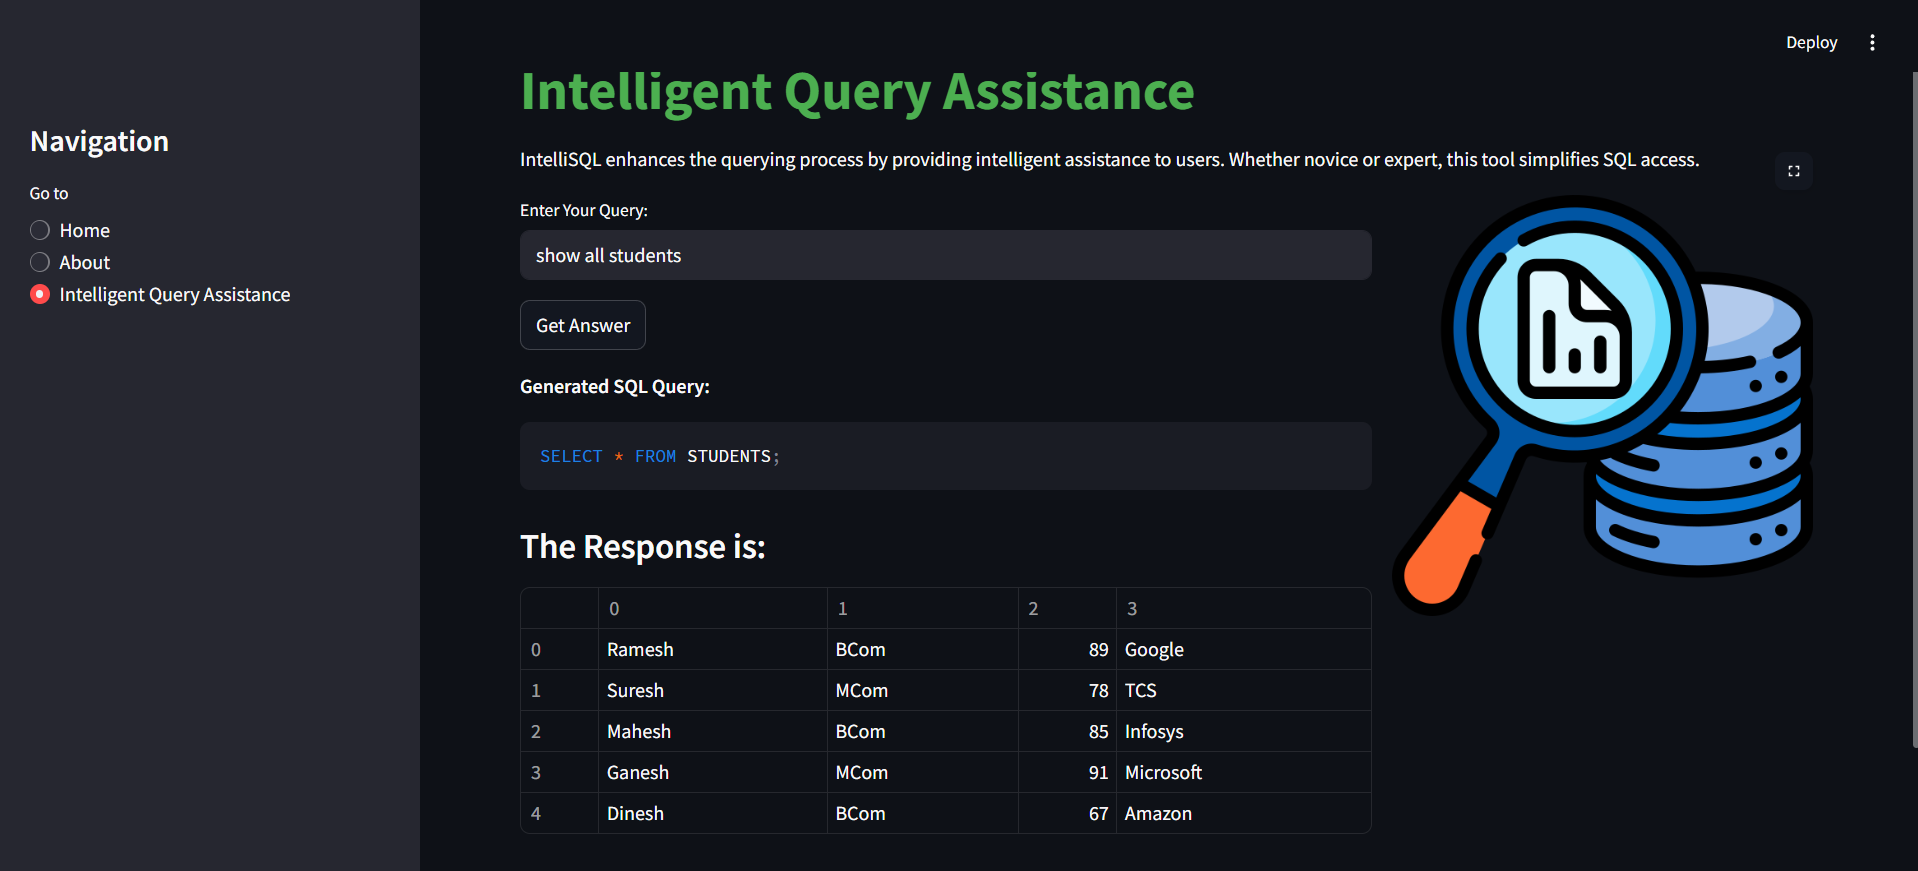 Deploy
Navigation
Go to
Home
About
Intelligent Query Assistance
Intelligent Query Assistance
IntelliSQL enhances the querying process by providing intelligent assistance to users. Whether novice or expert, this tool simplifies SQL access.
Enter Your Query:
show all students
Get Answer
Generated SQL Query:
SELECT * FROM STUDENTS;
The Response is:
0 1 2 3
0 Ramesh BCom 89 Google
1 Suresh MCom 78 TCS
2 Mahesh BCom 85 Infosys
3 Ganesh MCom 91 Microsoft
4 Dinesh BCom 67 Amazon